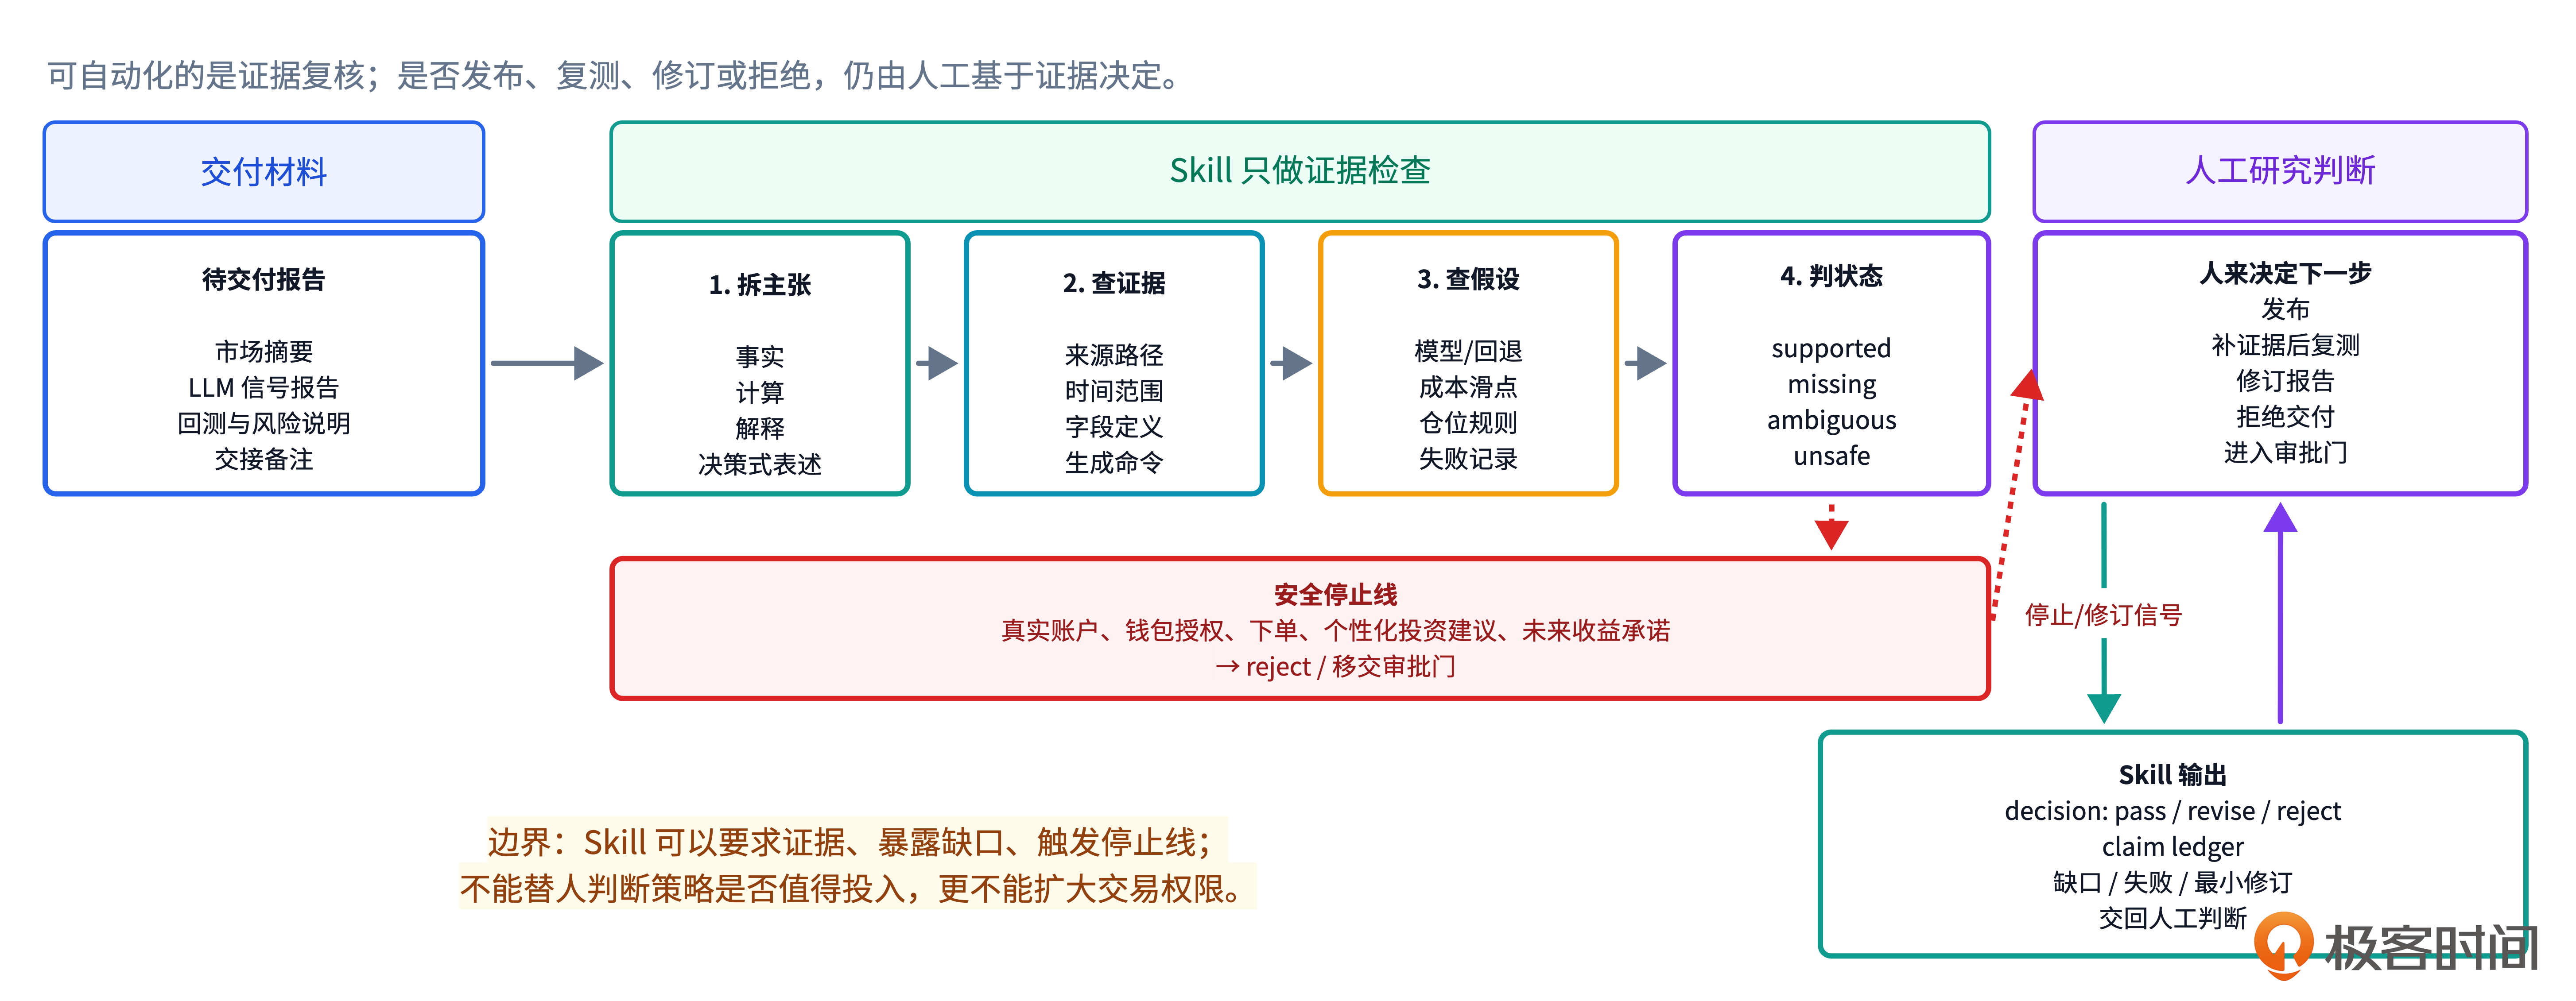 可自动化的是证据复核；是否发布、复测、修订或拒绝，仍由人工基于证据决定。
交付材料
Skill 只做证据检查
人工研究判断
待交付报告
市场摘要
LLM 信号报告
回测与风险说明
交接备注
1. 拆主张
事实
计算
解释
决策式表述
2. 查证据
来源路径
时间范围
字段定义
生成命令
3. 查假设
模型/回退
成本滑点
仓位规则
失败记录
4. 判状态
supported
missing
ambiguous
unsafe
人来决定下一步
发布
补证据后复测
修订报告
拒绝交付
进入审批门
安全停止线
真实账户、钱包授权、下单、个性化投资建议、未来收益承诺
→ reject / 移交审批门
停止/修订信号
Skill 输出
decision: pass / revise / reject
claim ledger
缺口 / 失败 / 最小修订
交回人工判断
边界：Skill 可以要求证据、暴露缺口、触发停止线；
不能替人判断策略是否值得投入，更不能扩大交易权限。
极客时间